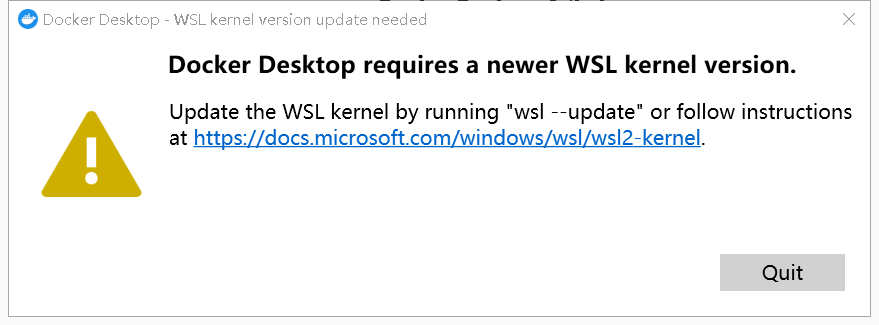 Docker Desktop - WSL kernel version update needed
Docker Desktop requires a newer WSL kernel version.
Update the WSL kernel by running "wsl --update" or follow instructions
at https://docs.microsoft.com/windows/wsl/wsl2-kernel.
Quit